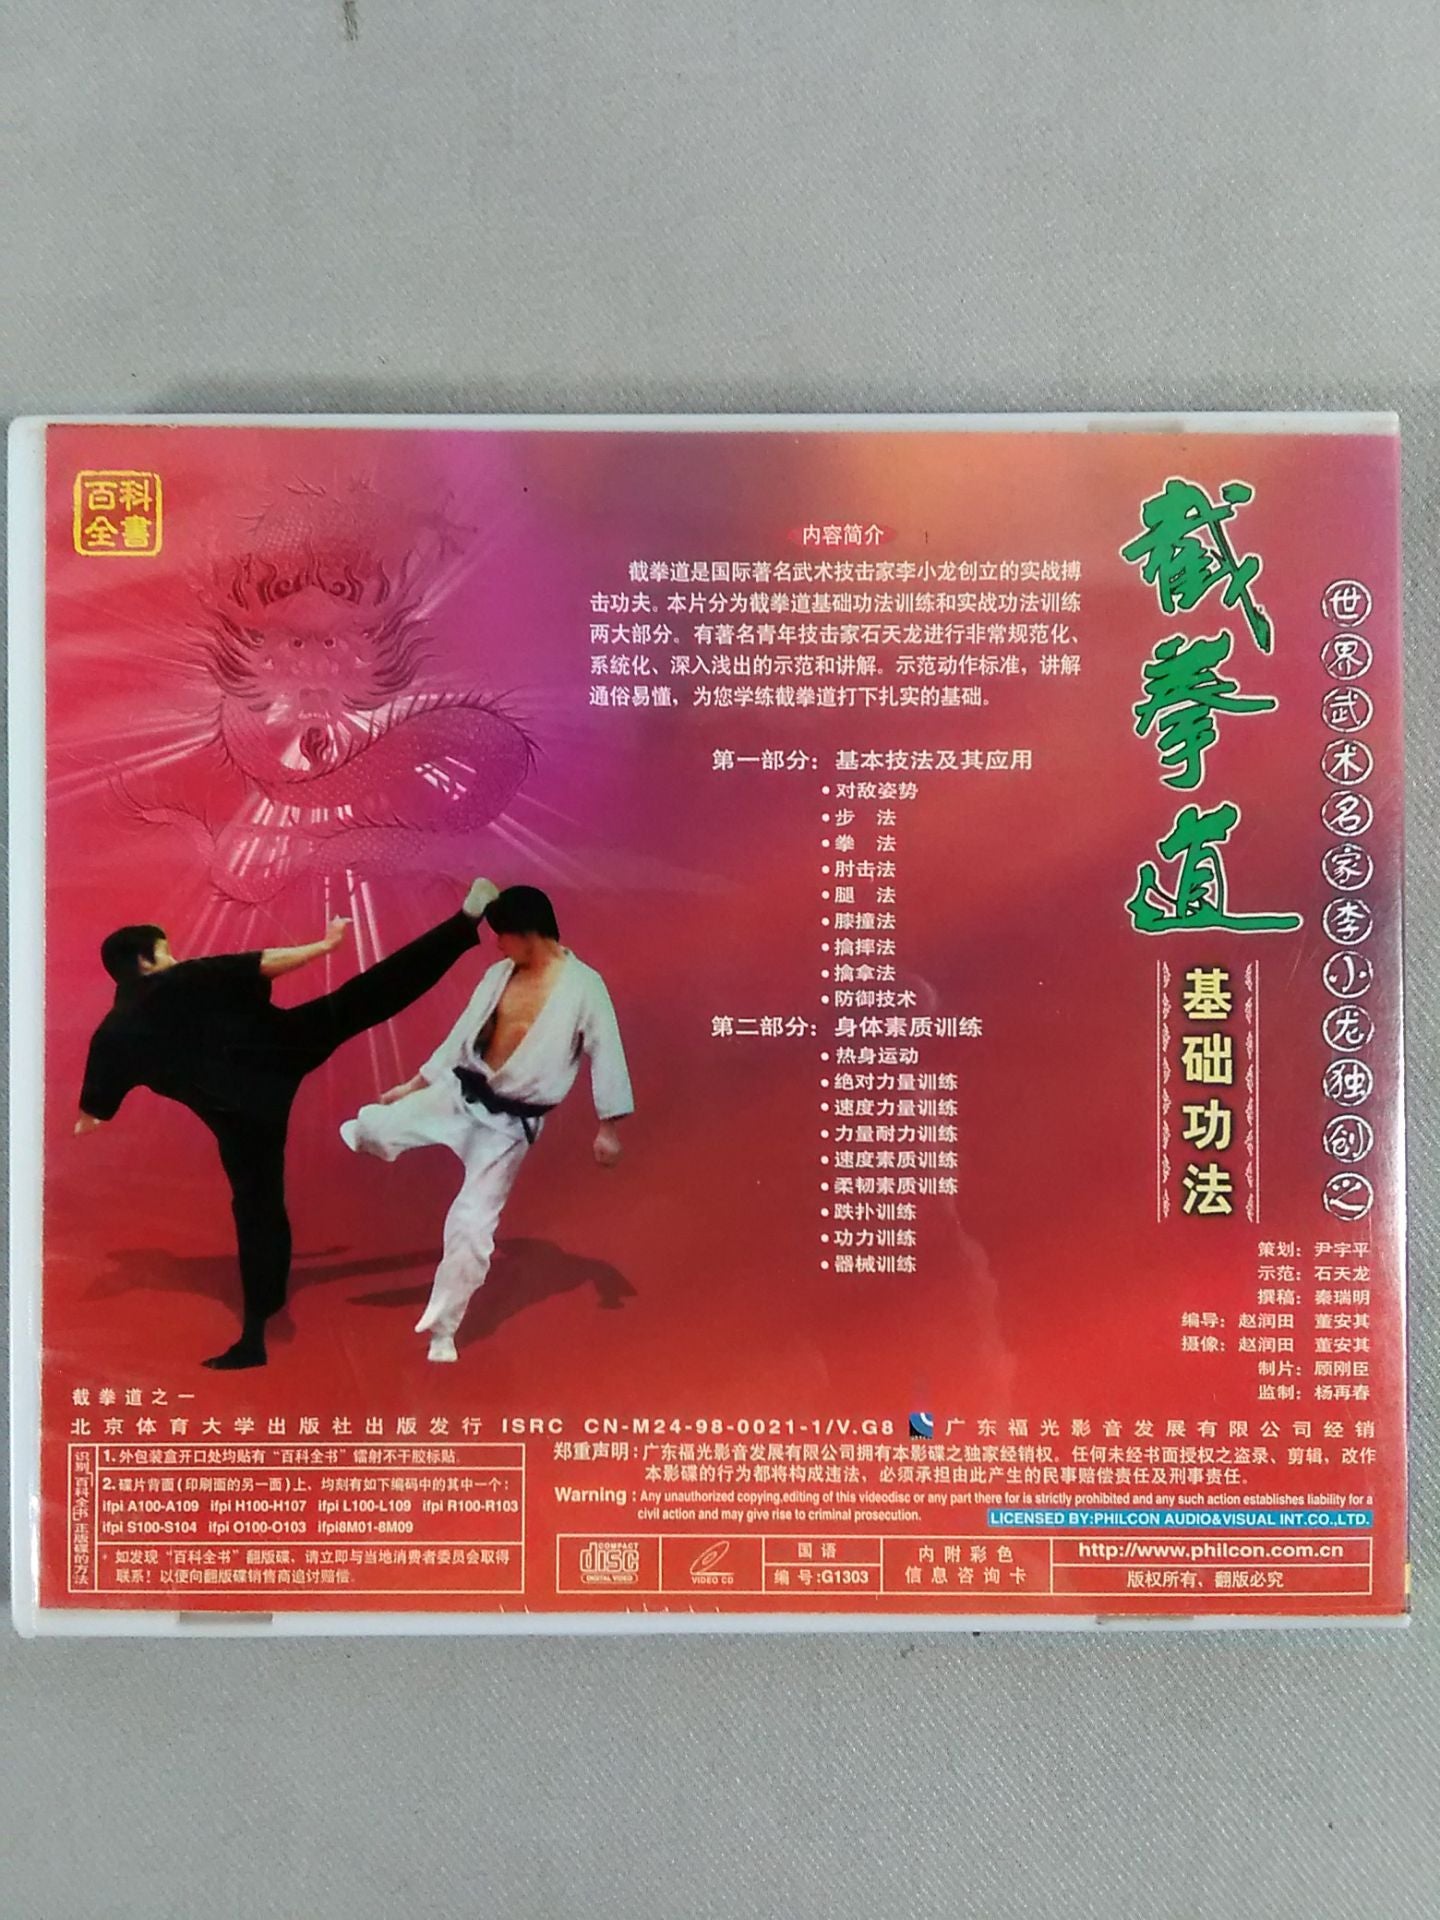 百科
全書
世界武术名家李小龙独创之
截拳道
基础功法
内容简介
截拳道是国际著名武术技击家李小龙创立的实战搏
击功夫。本片分为截拳道基础功法训练和实战功法训练
两大部分。有著名青年技击家石天龙进行非常规范化、
系统化、深入浅出的示范和讲解。示范动作标准，讲解
通俗易懂，为您学练截拳道打下扎实的基础。
第一部分：基本技法及其应用
•对敌姿势
•步 法
•拳 法
•肘击法
•腿 法
•膝撞法
•擒摔法
•擒拿法
•防御技术
第二部分：身体素质训练
•热身运动
•绝对力量训练
•速度力量训练
•力量耐力训练
•速度素质训练
•柔韧素质训练
•跌扑训练
•功力训练
•器械训练
策划：尹宇平
示范：石天龙
撰稿：秦瑞明
编导：赵润田 董安其
摄像：赵润田 董安其
制片：顾刚臣
监制：杨再春
截拳道之一
北京体育大学出版社出版发行 ISRC CN-M24-98-0021-1/V.G8 广东福光影音发展有限公司经销
识别“百科全书”正版碟的方法
1.外包装盒开口处均贴有“百科全书”镭射不干胶标贴。
2.碟片背面(印刷面的另一面)上，均刻有如下编码中的其中一个：
ifpi A100-A109 ifpi H100-H107 ifpi L100-L109 ifpi R100-R103
ifpi S100-S104 ifpi O100-O103 ifpi8M01-8M09
如发现“百科全书”翻版碟、请立即与当地消费者委员会取得
联系！以便向翻版碟销售商追讨赔偿。
郑重声明：广东福光影音发展有限公司拥有本影碟之独家经销权。任何未经书面授权之盗录、剪辑，改作
本影碟的行为都将构成违法，必须承担由此产生的民事赔偿责任及刑事责任。
Warning : Any unauthorized copying,editing of this videodisc or any part there for is strictly prohibited and any such action establishes liability for a
civil action and may give rise to criminal prosecution.
LICENSED BY:PHILCON AUDIO&VISUAL INT.CO.,LTD.
COMPACT
disc
DIGITAL VIDEO
VIDEO CD
国语
编号:G1303
内附彩色
信息咨询卡
http://www.philcon.com.cn
版权所有、翻版必究